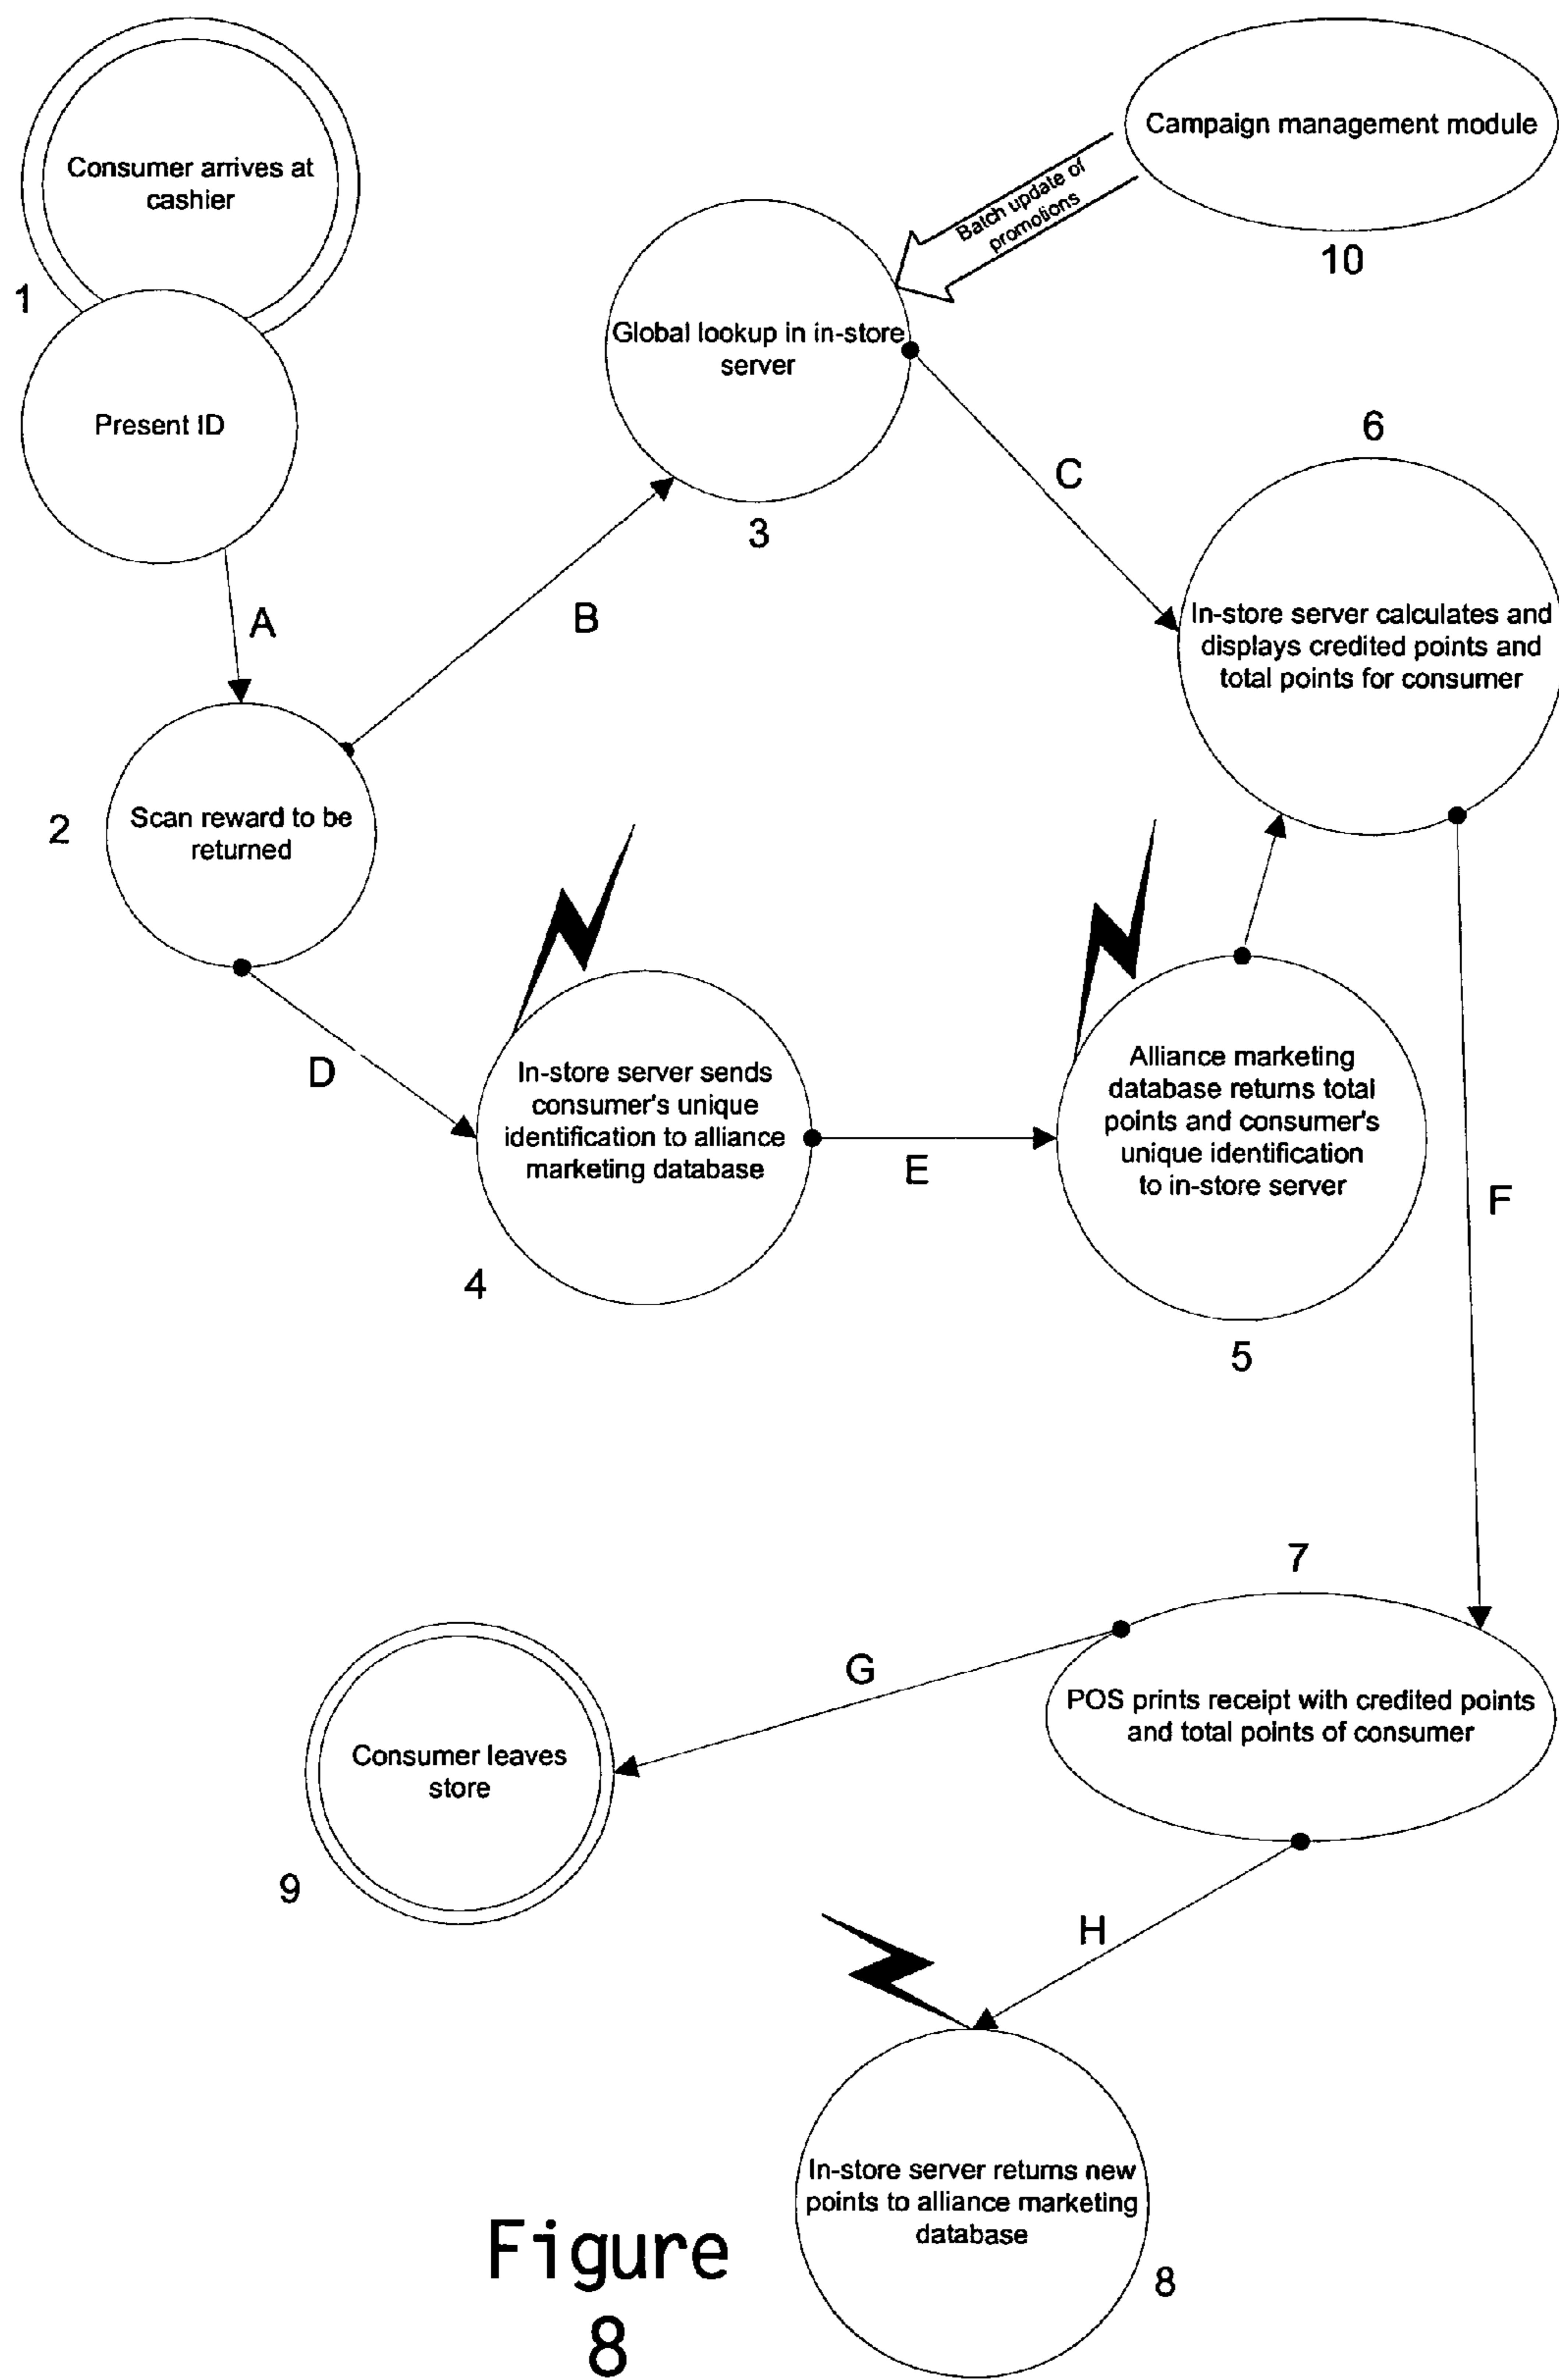 Consumer arrives at
cashier
1
Present ID
Campaign management module
10
Batch update of
promotions
Global lookup in in-store
server
3
A
B
C
6
In-store server calculates and
displays credited points and
total points for consumer
2
Scan reward to be
returned
D
In-store server sends
consumer's unique
identification to alliance
marketing database
4
E
Alliance marketing
database returns total
points and consumer's
unique identification
to in-store server
5
F
7
POS prints receipt with credited points
and total points of consumer
G
Consumer leaves
store
9
H
In-store server returns new
points to alliance marketing
database
8
Figure
8